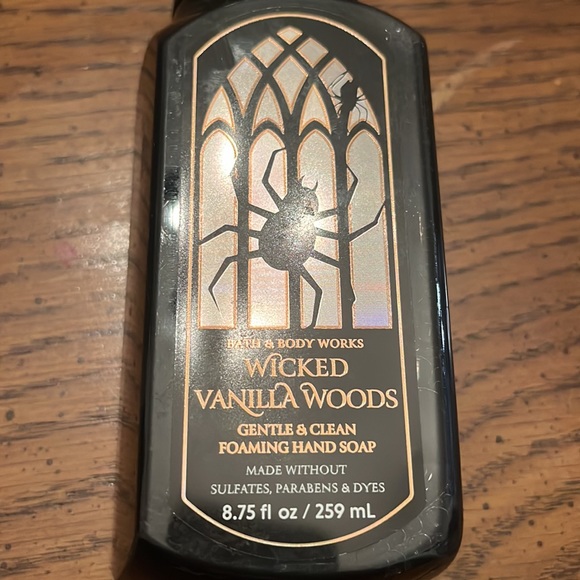 BATH & BODY WORKS
WICKED
VANILLA WOODS
GENTLE & CLEAN
FOAMING HAND SOAP
MADE WITHOUT
SULFATES, PARABENS & DYES
8.75 fl oz / 259 mL